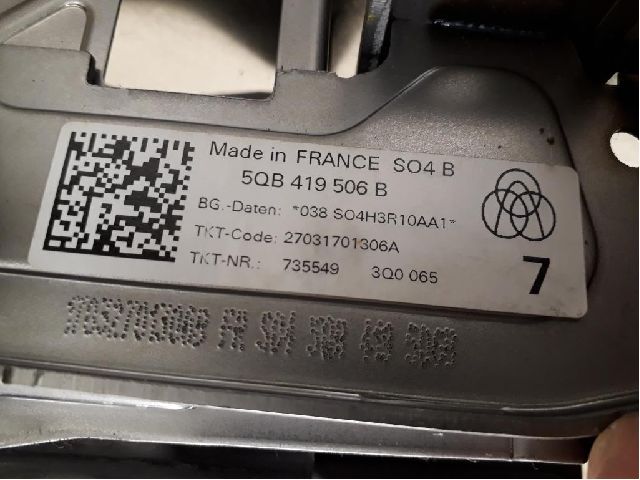 Made in FRANCE SO4 B
5QB 419 506 B
BG.-Daten: *038 SO4H3R10AA1*
TKT-Code: 27031701306A
TKT-NR.: 735549 3Q0 065
7